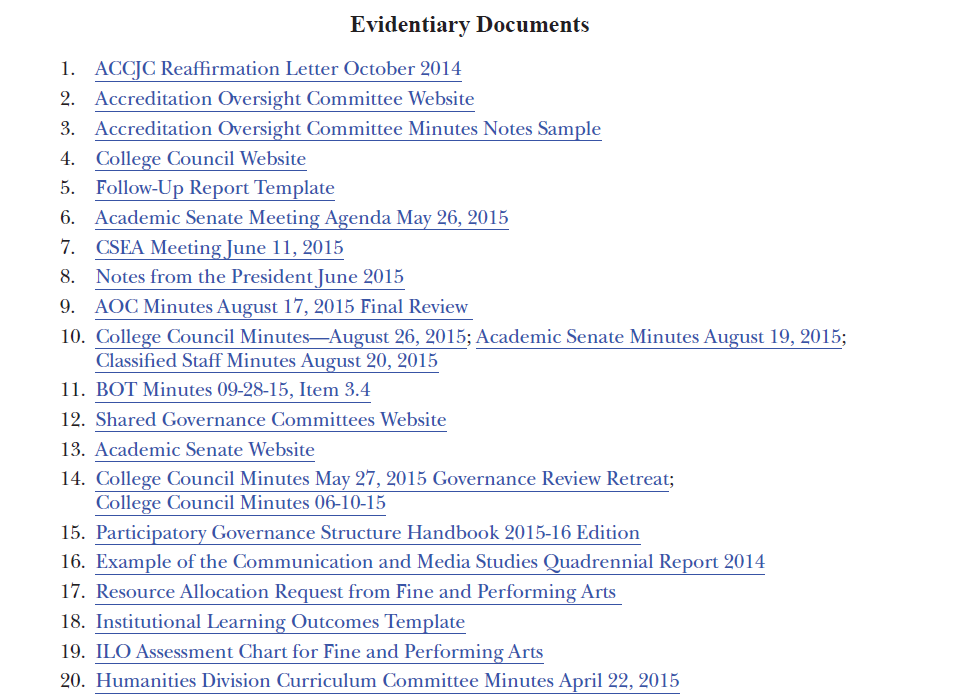 Evidentiary Documents
1. ACCJC Reaffirmation Letter October 2014
2. Accreditation Oversight Committee Website
3. Accreditation Oversight Committee Minutes Notes Sample
4. College Council Website
5. Follow-Up Report Template
6. Academic Senate Meeting Agenda May 26, 2015
7. CSEA Meeting June 11, 2015
8. Notes from the President June 2015
9. AOC Minutes August 17, 2015 Final Review
10. College Council Minutes—August 26, 2015; Academic Senate Minutes August 19, 2015;
Classified Staff Minutes August 20, 2015
11. BOT Minutes 09-28-15, Item 3.4
12. Shared Governance Committees Website
13. Academic Senate Website
14. College Council Minutes May 27, 2015 Governance Review Retreat;
College Council Minutes 06-10-15
15. Participatory Governance Structure Handbook 2015-16 Edition
16. Example of the Communication and Media Studies Quadrennial Report 2014
17. Resource Allocation Request from Fine and Performing Arts
18. Institutional Learning Outcomes Template
19. ILO Assessment Chart for Fine and Performing Arts
20. Humanities Division Curriculum Committee Minutes April 22, 2015